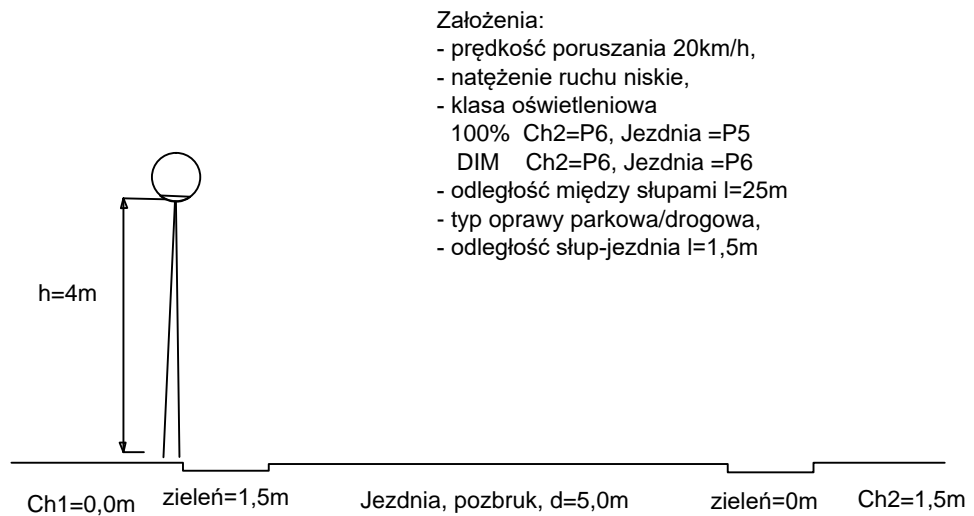 Założenia:
- prędkość poruszania 20km/h,
- natężenie ruchu niskie,
- klasa oświetleniowa
100% Ch2=P6, Jezdnia =P5
DIM Ch2=P6, Jezdnia =P6
- odległość między słupami l=25m
- typ oprawy parkowa/drogowa,
- odległość słup-jezdnia l=1,5m
h=4m
Ch1=0,0m zieleń=1,5m Jezdnia, pozbruk, d=5,0m zieleń=0m Ch2=1,5m